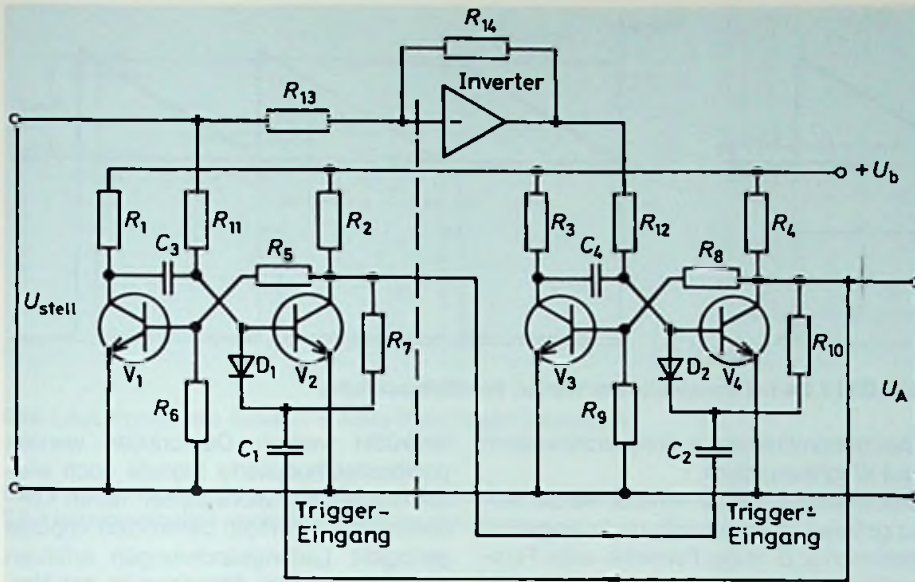 R14
Inverter
R13
+Ub
R1
R11
R2
R3
R12
R4
C3
R5
C4
R8
Ustell
V1
D1
V2
R7
V3
D2
V4
R10
R6
R9
UA
C1
C2
Trigger-
Eingang
Trigger-
Eingang